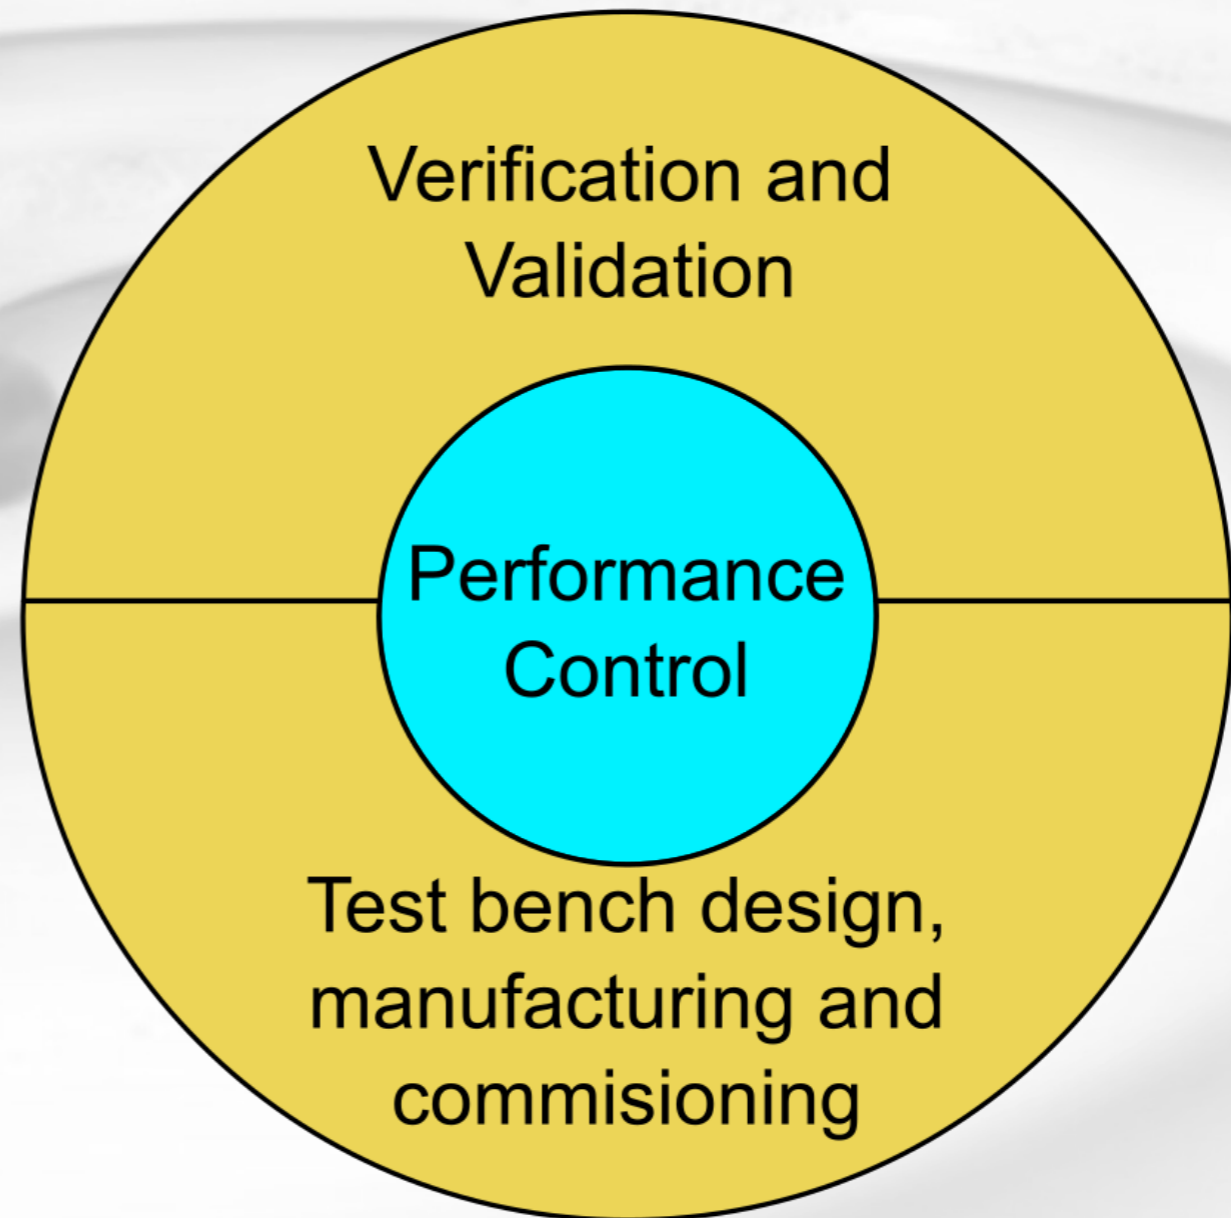 Verification and
Validation
Performance
Control
Test bench design,
manufacturing and
commisioning